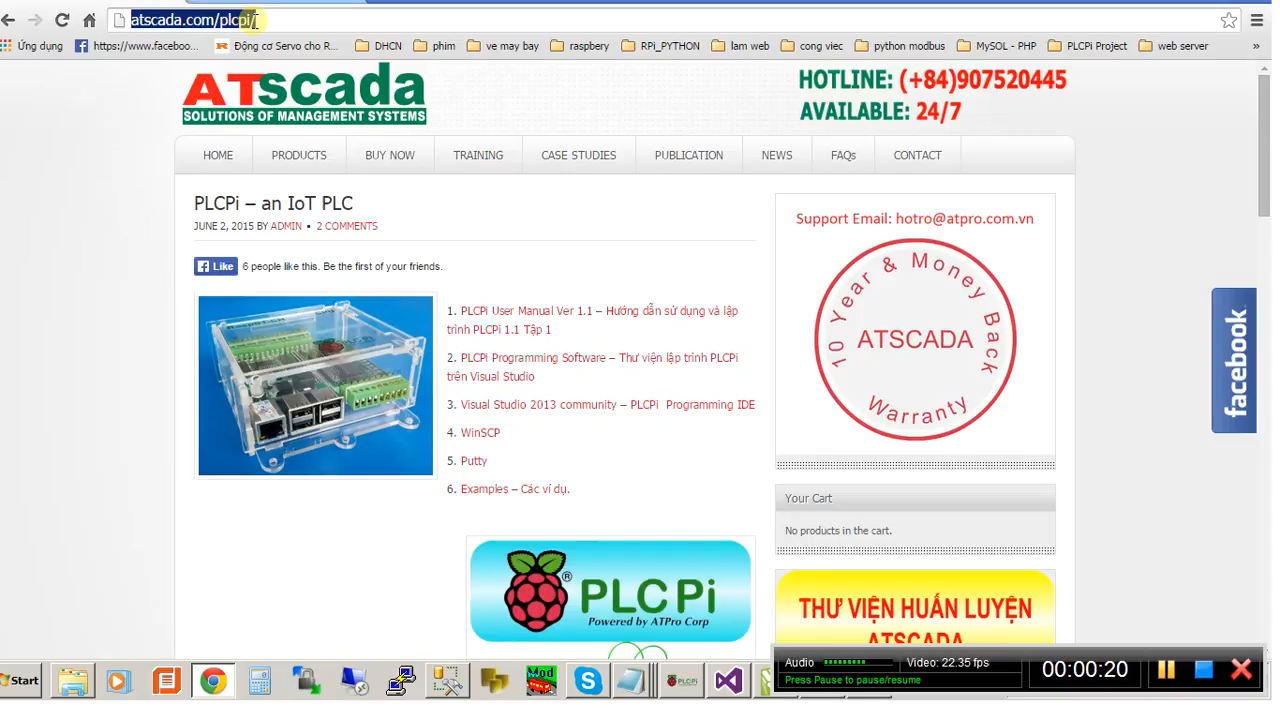 atscada.com/plcpi/
Ứng dụng https://www.faceboo... Động cơ Servo cho R... DHCN phim ve may bay raspbery RPi_PYTHON lam web cong viec python modbus MySOL - PHP PLCPi Project web server »
ATscada
SOLUTIONS OF MANAGEMENT SYSTEMS
HOTLINE: (+84)907520445
AVAILABLE: 24/7
HOME PRODUCTS BUY NOW TRAINING CASE STUDIES PUBLICATION NEWS FAQs CONTACT
PLCPi – an IoT PLC
JUNE 2, 2015 BY ADMIN • 2 COMMENTS
Like 6 people like this. Be the first of your friends.
1. PLCPi User Manual Ver 1.1 – Hướng dẫn sử dụng và lập
trình PLCPi 1.1 Tập 1
2. PLCPi Programming Software – Thư viện lập trình PLCPi
trên Visual Studio
3. Visual Studio 2013 community – PLCPi Programming IDE
4. WinSCP
5. Putty
6. Examples – Các ví dụ.
PLCPi
Powered by ATPro Corp
Support Email: hotro@atpro.com.vn
10 Year & Money Back
ATSCADA
Warranty
facebook
Your Cart
No products in the cart.
THƯ VIỆN HUẤN LUYỆN
ATSCADA
Start
Mod
Audio Video: 22.35 fps
Press Pause to pause/resume
00:00:20